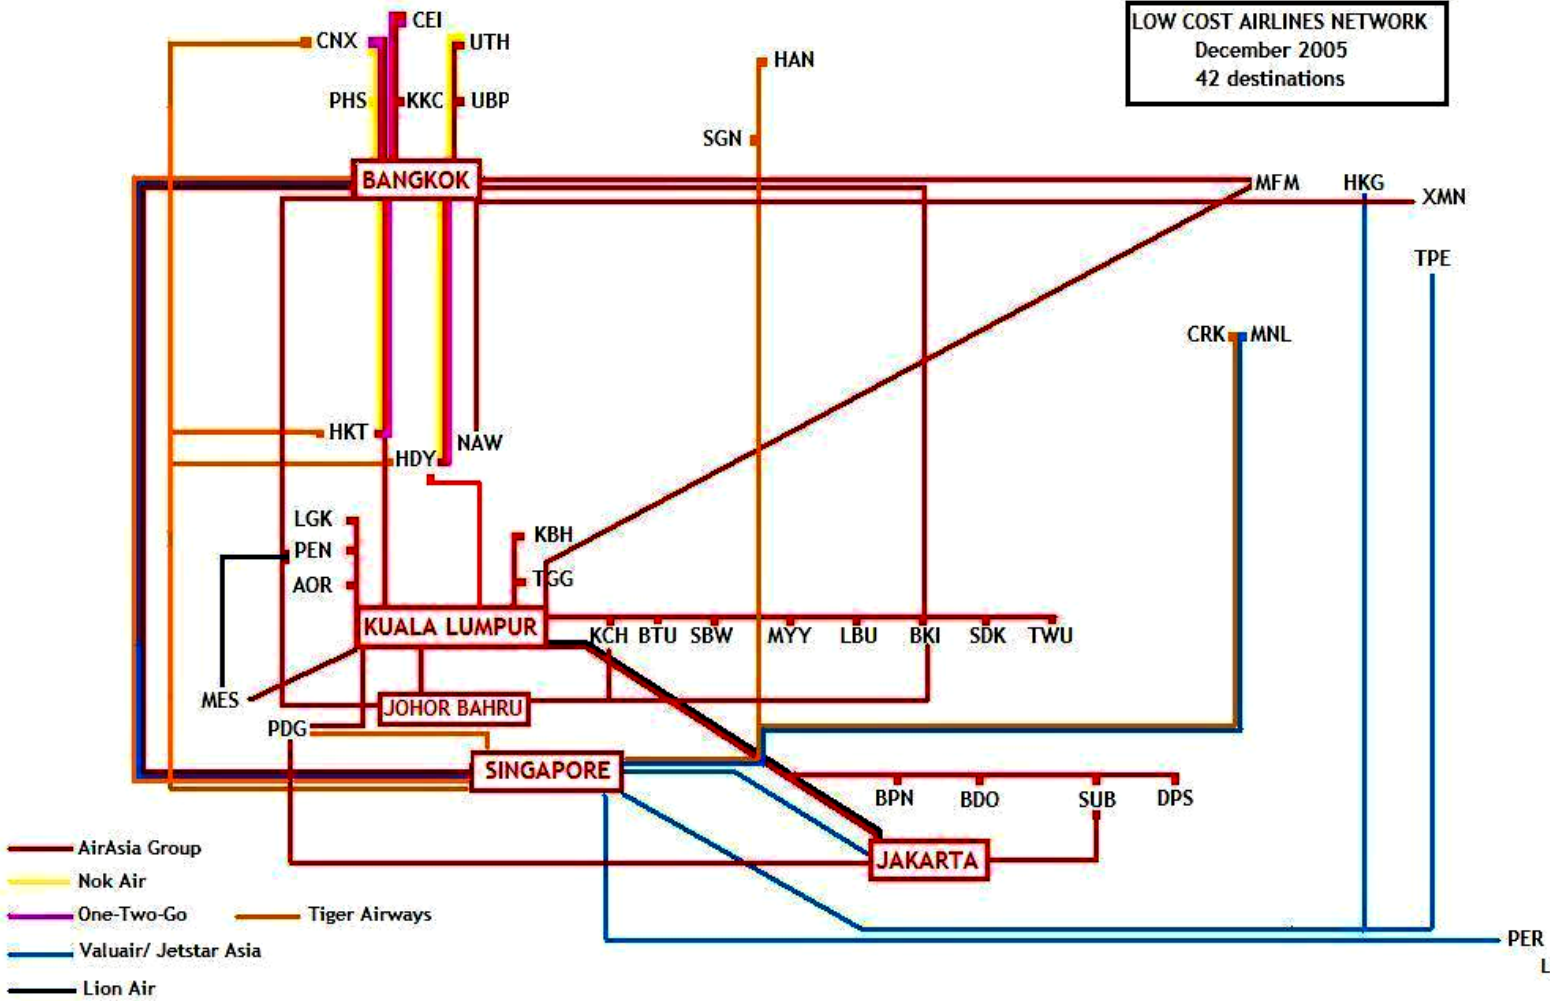 LOW COST AIRLINES NETWORK
December 2005
42 destinations
CEI
CNX
UTH
HAN
PHS
KKC
UBP
SGN
BANGKOK
MFM
HKG
XMN
TPE
CRK
MNL
HKT
NAW
HDY
LGK
KBH
PEN
TGG
AOR
KUALA LUMPUR
KCH
BTU
SBW
MYY
LBU
BKI
SDK
TWU
MES
JOHOR BAHRU
PDG
SINGAPORE
BPN
BDO
SUB
DPS
JAKARTA
AirAsia Group
Nok Air
One-Two-Go
Tiger Airways
PER
Valuair/ Jetstar Asia
L
Lion Air